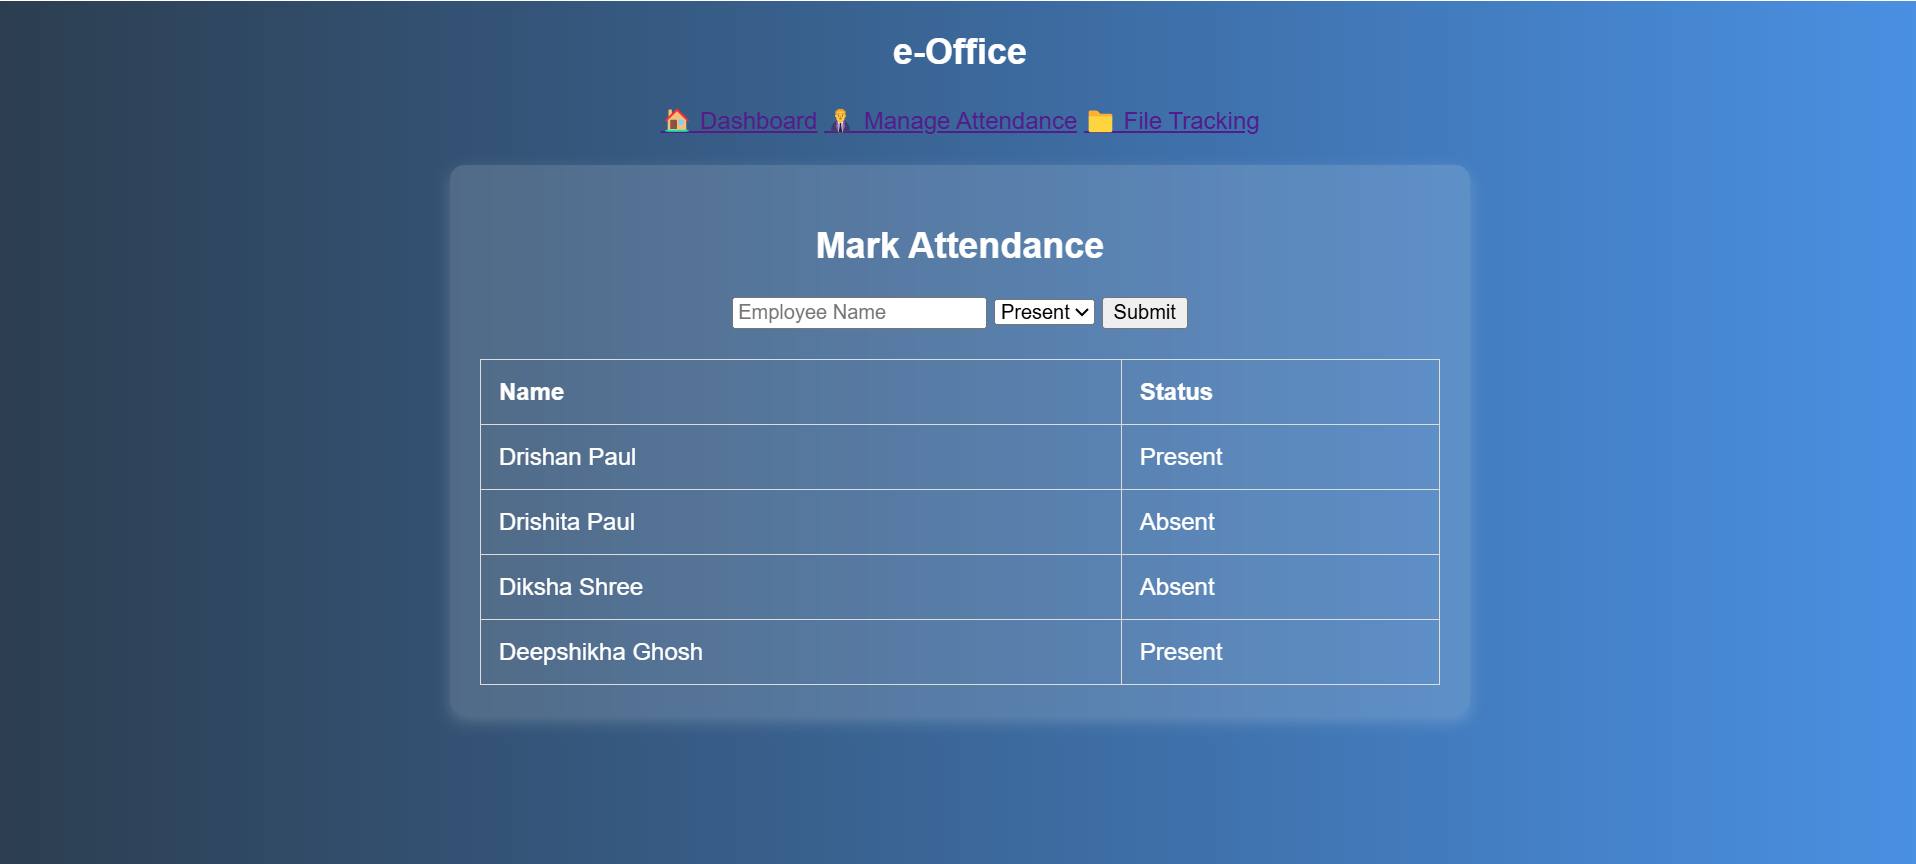 e-Office
Dashboard Manage Attendance File Tracking
Mark Attendance
Employee Name Present Submit
Name Status
Drishan Paul Present
Drishita Paul Absent
Diksha Shree Absent
Deepshikha Ghosh Present